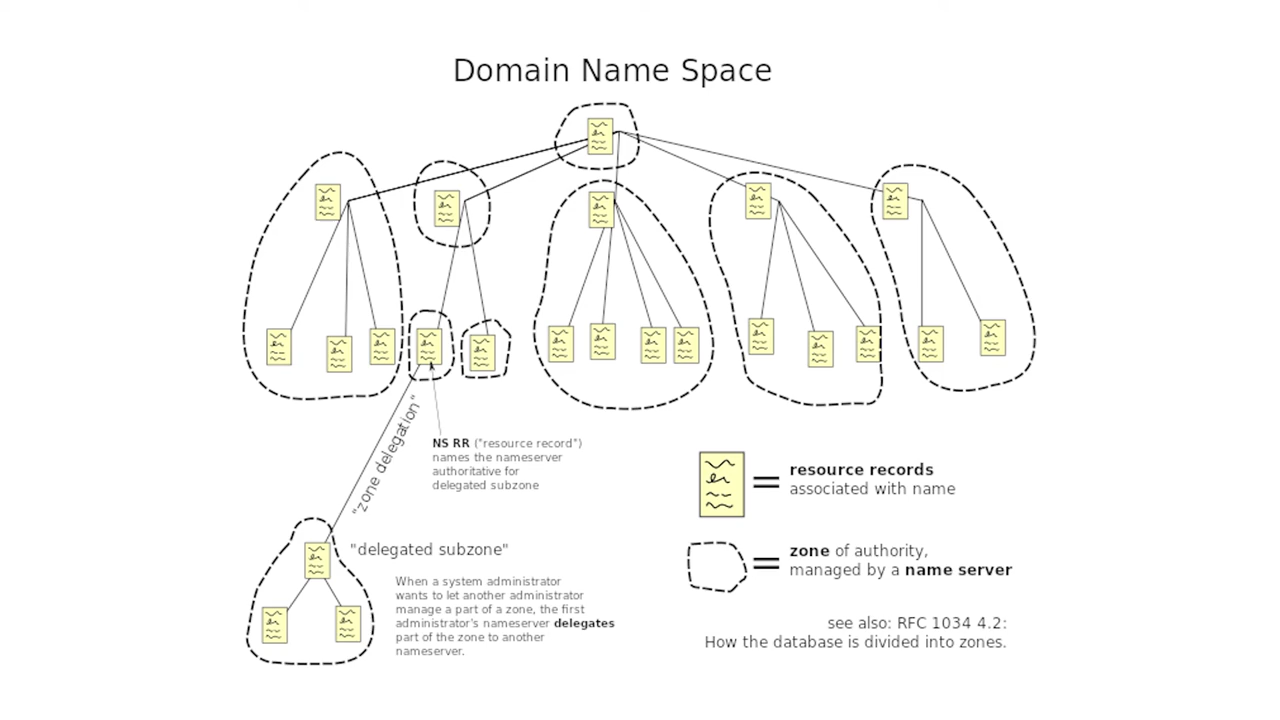 Domain Name Space
"zone delegation"
NS RR ("resource record")
names the nameserver
authoritative for
delegated subzone
resource records
associated with name
"delegated subzone"
zone of authority,
managed by a name server
When a system administrator
wants to let another administrator
manage a part of a zone, the first
administrator's nameserver delegates
part of the zone to another
nameserver.
see also: RFC 1034 4.2:
How the database is divided into zones.